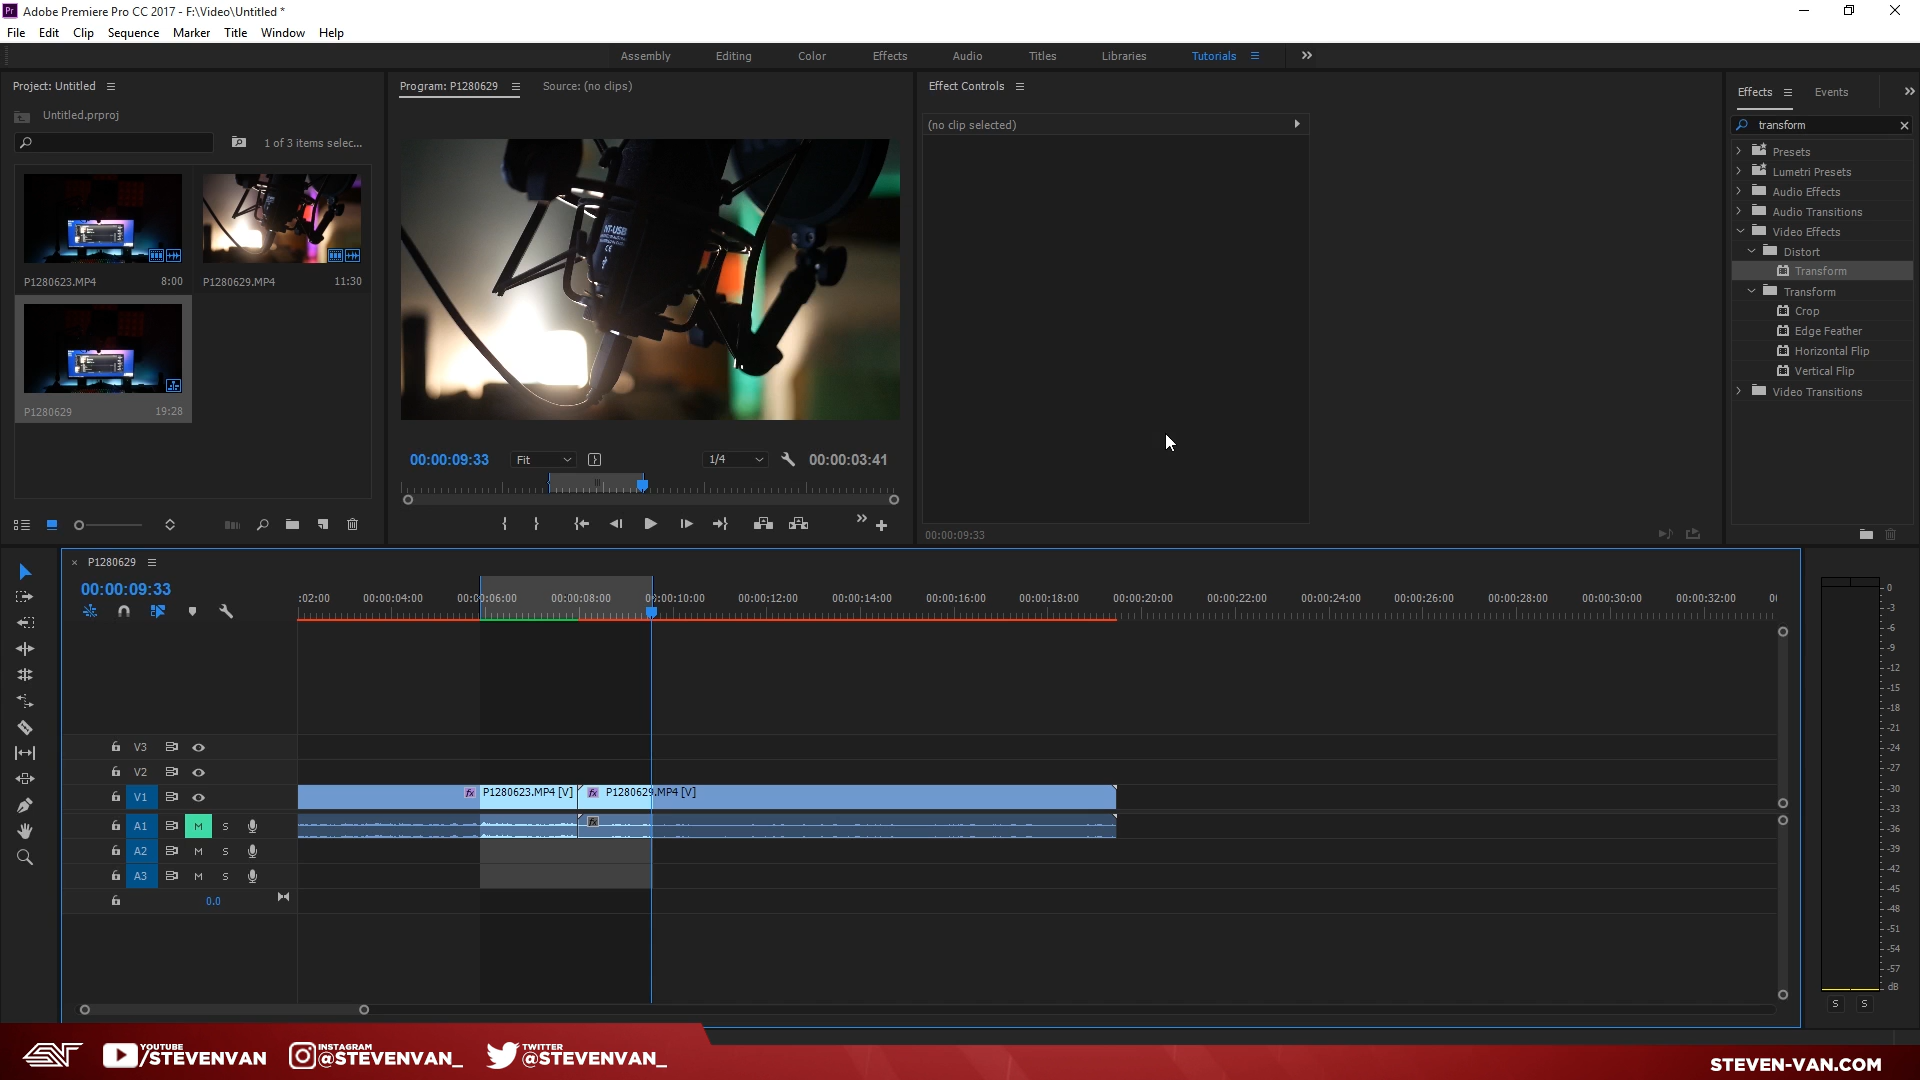 Pr Adobe Premiere Pro CC 2017 - F:\Video\Untitled *
File Edit Clip Sequence Marker Title Window Help
Assembly Editing Color Effects Audio Titles Libraries Tutorials
Project: Untitled
Untitled.prproj
1 of 3 items selec...
P1280623.MP4 8:00
P1280629.MP4 11:30
P1280629 19:28
Program: P1280629 Source: (no clips)
NT-USB
CE
00:00:09:33 Fit 1/4 00:00:03:41
Effect Controls
(no clip selected)
00:00:09:33
Effects Events
transform
Presets
Lumetri Presets
Audio Effects
Audio Transitions
Video Effects
Distort
Transform
Transform
Crop
Edge Feather
Horizontal Flip
Vertical Flip
Video Transitions
P1280629
00:00:09:33
:02:00 00:00:04:00 00:00:06:00 00:00:08:00 00:00:10:00 00:00:12:00 00:00:14:00 00:00:16:00 00:00:18:00 00:00:20:00 00:00:22:00 00:00:24:00 00:00:26:00 00:00:28:00 00:00:30:00 00:00:32:00
V3
V2
V1 fx P1280623.MP4 [V] fx P1280629.MP4 [V]
A1 M S fx
A2 M S
A3 M S
0.0
0
-3
-6
-9
-12
-15
-18
-21
-24
-27
-30
-33
-36
-39
-42
-45
-48
-51
-54
-57
dB
S S
YOUTUBE
/STEVENVAN
INSTAGRAM
@STEVENVAN_
TWITTER
@STEVENVAN_
STEVEN-VAN.COM